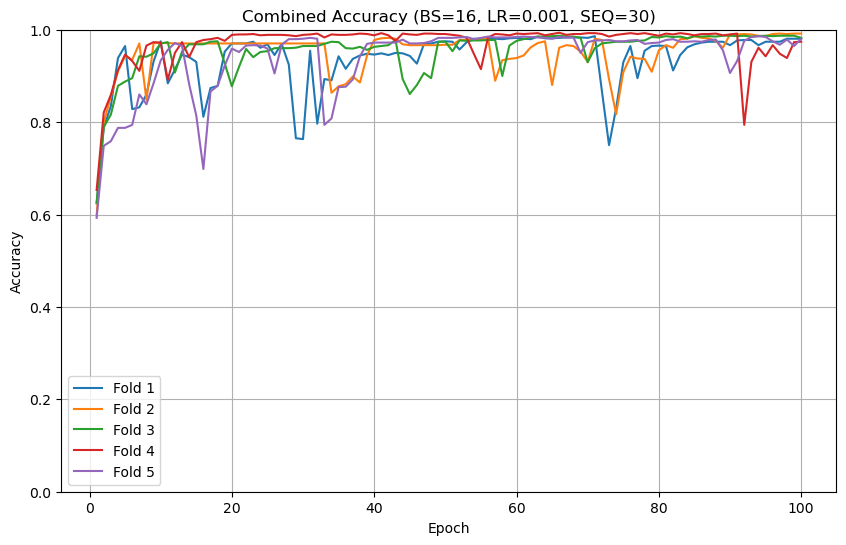 Combined Accuracy (BS=16, LR=0.001, SEQ=30)
1.0
0.8
0.6
0.4
0.2
0.0
Accuracy
Fold 1
Fold 2
Fold 3
Fold 4
Fold 5
0 20 40 60 80 100
Epoch